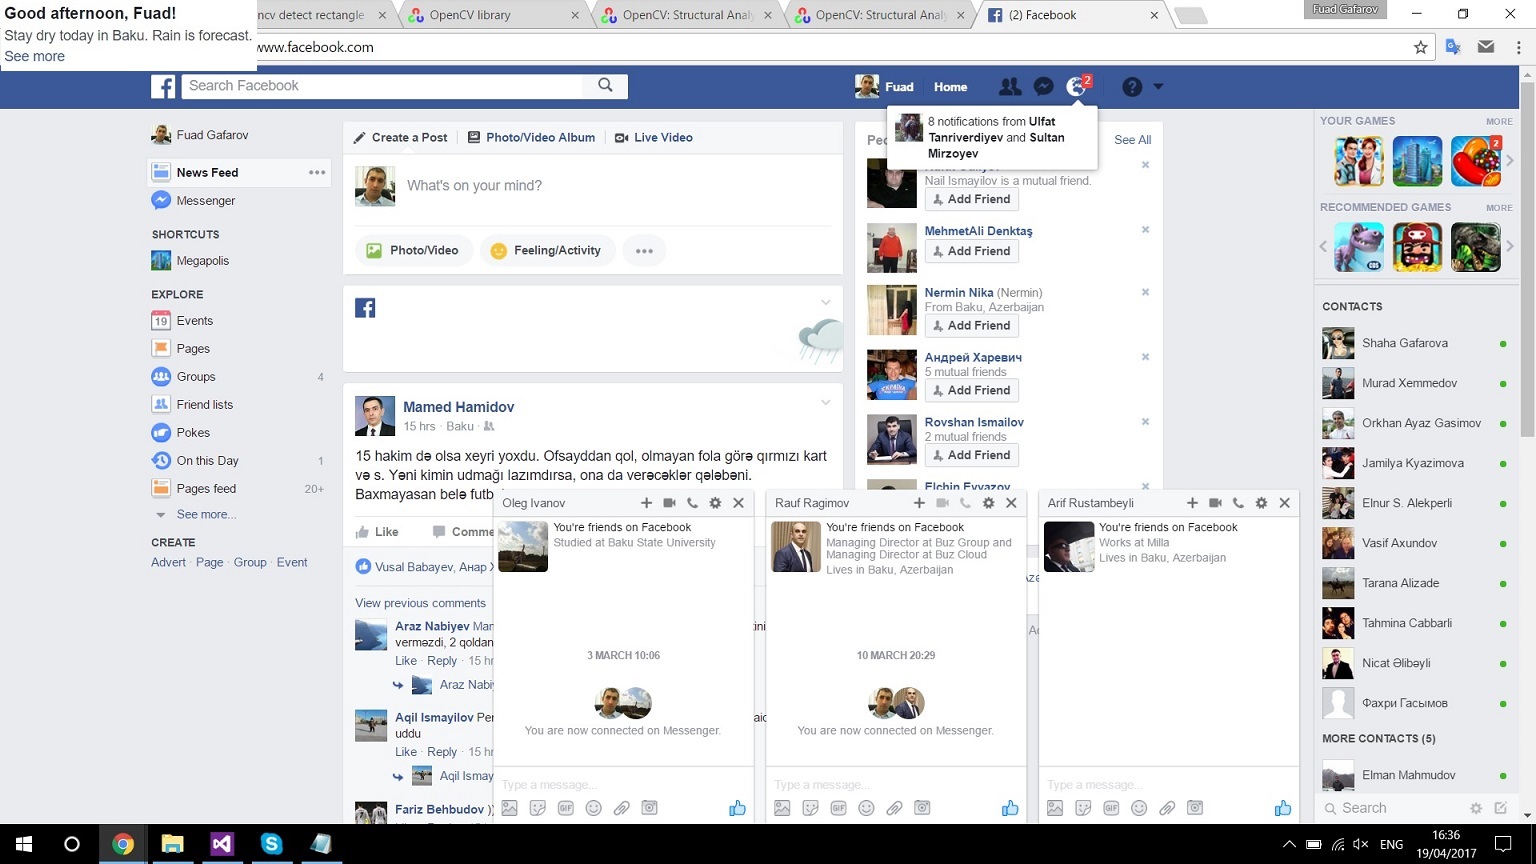 Good afternoon, Fuad!
Stay dry today in Baku. Rain is forecast.
See more
ncv detect rectangle
OpenCV library
OpenCV: Structural Analy
OpenCV: Structural Analy
(2) Facebook
Fuad Gafarov
www.facebook.com
Search Facebook
Fuad
Home
2
8 notifications from Ulfat
Tanriverdiyev and Sultan
Mirzoyev
Fuad Gafarov
News Feed
Messenger
SHORTCUTS
Megapolis
EXPLORE
19 Events
Pages
Groups 4
Friend lists
Pokes
On this Day 1
Pages feed 20+
See more...
CREATE
Advert · Page · Group · Event
Create a Post
Photo/Video Album
Live Video
What's on your mind?
Photo/Video
Feeling/Activity
Mamed Hamidov
15 hrs · Baku ·
15 hakim də olsa xeyri yoxdu. Ofsayddan qol, olmayan fola görə qırmızı kart
və s. Yəni kimin udmağı lazımdırsa, ona da verəcəklər qələbəni.
Baxmayasan belə futb
Like
Comme
Vusal Babayev, Анар Х
View previous comments
Araz Nabiyev Mar
verməzdi, 2 qoldan
Like · Reply · 15 hr
Araz Nabiy
Aqil Ismayilov Per
uddu
Like · Reply · 15 h
Aqil Ismay
Fariz Behbudov ))
See All
Nail Ismayilov is a mutual friend.
Add Friend
MehmetAli Denktaş
Add Friend
Nermin Nika (Nermin)
From Baku, Azerbaijan
Add Friend
Андрей Харевич
5 mutual friends
Add Friend
Rovshan Ismailov
2 mutual friends
Add Friend
Elchin Eyvazov
Oleg Ivanov
You're friends on Facebook
Studied at Baku State University
3 MARCH 10:06
You are now connected on Messenger.
Type a message...
GIF
Rauf Ragimov
You're friends on Facebook
Managing Director at Buz Group and
Managing Director at Buz Cloud
Lives in Baku, Azerbaijan
10 MARCH 20:29
You are now connected on Messenger.
Type a message...
GIF
Arif Rustambeyli
You're friends on Facebook
Works at Milla
Lives in Baku, Azerbaijan
Type a message...
GIF
YOUR GAMES MORE
2
RECOMMENDED GAMES MORE
CONTACTS
Shaha Gafarova
Murad Xemmedov
Orkhan Ayaz Gasimov
Jamilya Kyazimova
Elnur S. Alekperli
Vasif Axundov
Tarana Alizade
Tahmina Cabbarli
Nicat Əlibəyli
Фахри Гасымов
MORE CONTACTS (5)
Elman Mahmudov
Search
ENG
16:36
19/04/2017